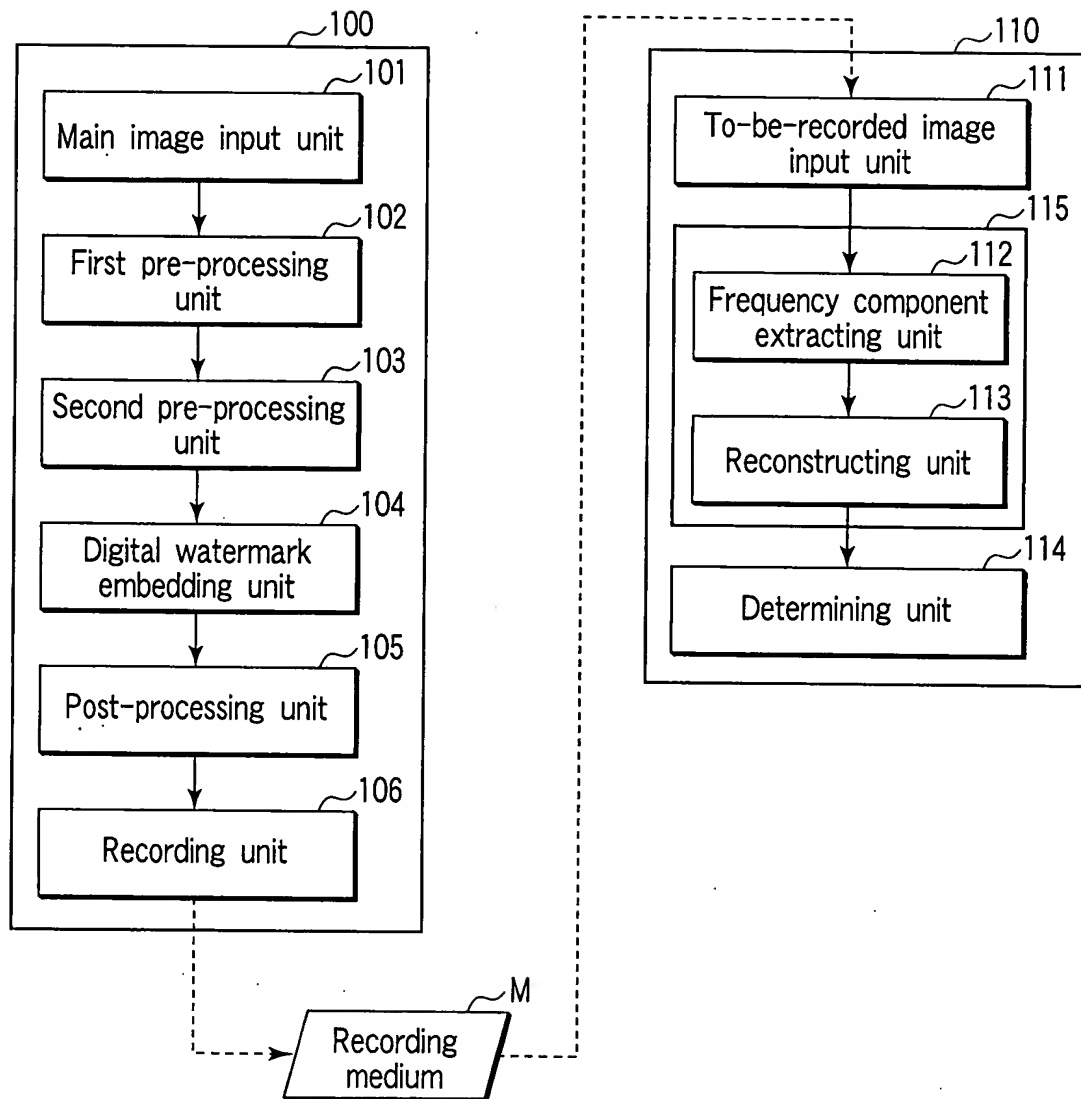 100
101
Main image input unit
102
First pre-processing
unit
103
Second pre-processing
unit
104
Digital watermark
embedding unit
105
Post-processing unit
106
Recording unit
M
Recording
medium
110
111
To-be-recorded image
input unit
115
112
Frequency component
extracting unit
113
Reconstructing unit
114
Determining unit